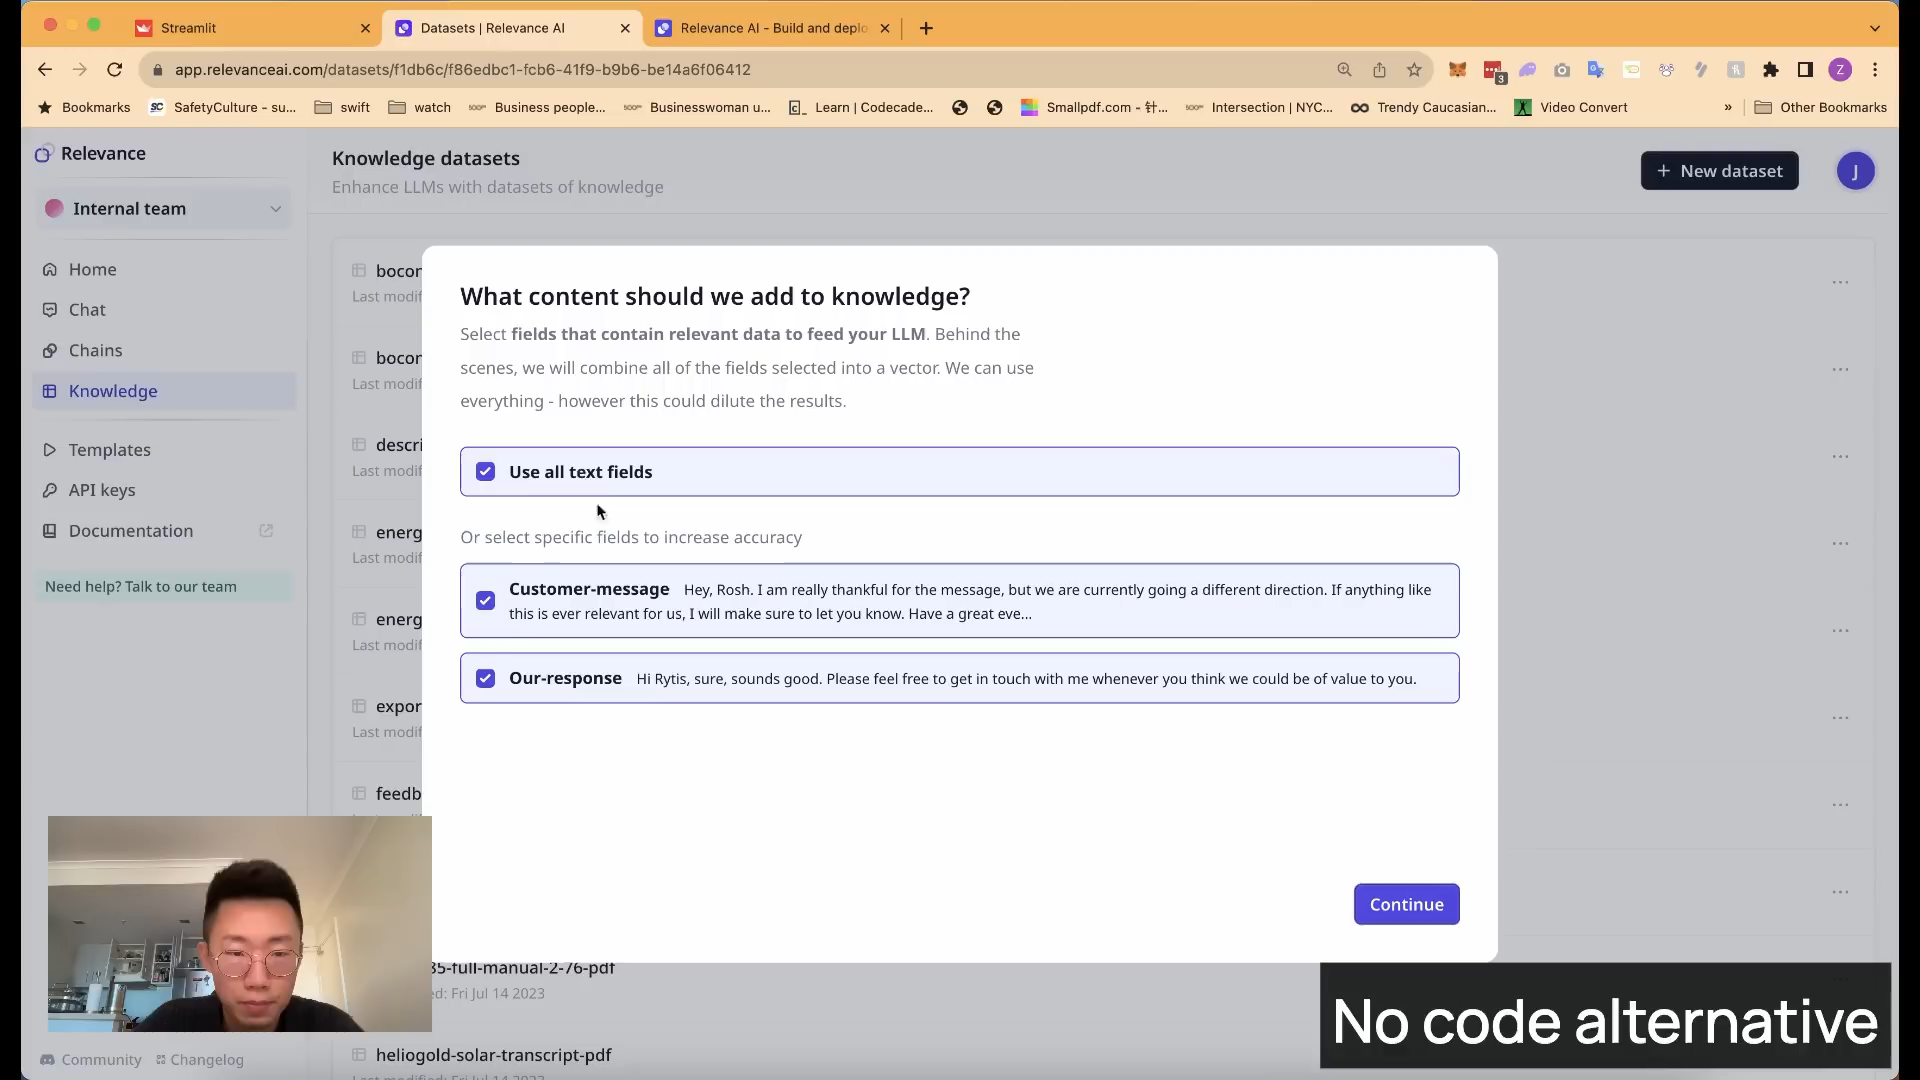 Streamlit
Datasets | Relevance AI
Relevance AI - Build and deplo
app.relevanceai.com/datasets/f1db6c/f86edbc1-fcb6-41f9-b9b6-be14a6f06412
3
Z
Bookmarks
SC
SafetyCulture - su...
swift
watch
Business people...
Businesswoman u...
Learn | Codecade...
Smallpdf.com - 针...
Intersection | NYC...
Trendy Caucasian...
Video Convert
»
Other Bookmarks
Relevance
Internal team
Home
Chat
Chains
Knowledge
Templates
API keys
Documentation
Need help? Talk to our team
Community
Changelog
Knowledge datasets
Enhance LLMs with datasets of knowledge
+ New dataset
J
bocon
Last modif
bocon
Last modif
descri
Last modif
energ
Last modif
energ
Last modif
expor
Last modif
feedb
What content should we add to knowledge?
Select fields that contain relevant data to feed your LLM. Behind the
scenes, we will combine all of the fields selected into a vector. We can use
everything - however this could dilute the results.
Use all text fields
Or select specific fields to increase accuracy
Customer-message Hey, Rosh. I am really thankful for the message, but we are currently going a different direction. If anything like
this is ever relevant for us, I will make sure to let you know. Have a great eve...
Our-response Hi Rytis, sure, sounds good. Please feel free to get in touch with me whenever you think we could be of value to you.
Continue
35-full-manual-2-76-pdf
ed: Fri Jul 14 2023
heliogold-solar-transcript-pdf
Last modified: Fri Jul 14 2023
No code alternative